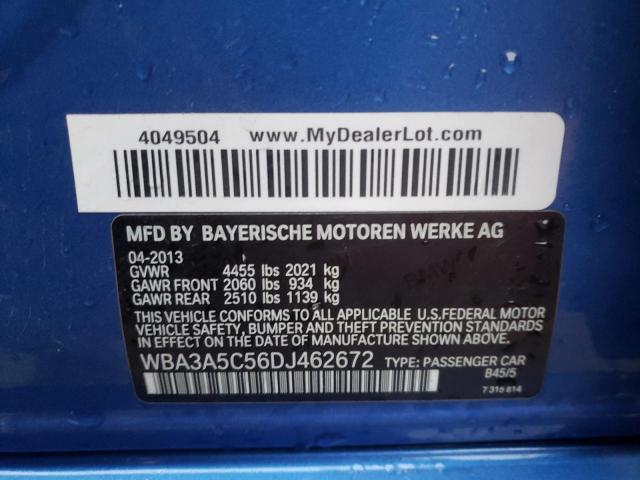 4049504 www.MyDealerLot.com
MFD BY BAYERISCHE MOTOREN WERKE AG
04-2013
GVWR 4455 lbs 2021 kg
GAWR FRONT 2060 lbs 934 kg
GAWR REAR 2510 lbs 1139 kg
THIS VEHICLE CONFORMS TO ALL APPLICABLE U.S.FEDERAL MOTOR
VEHICLE SAFETY, BUMPER AND THEFT PREVENTION STANDARDS
IN EFFECT ON THE DATE OF MANUFACTURE SHOWN ABOVE.
WBA3A5C56DJ462672 TYPE: PASSENGER CAR
B45/5